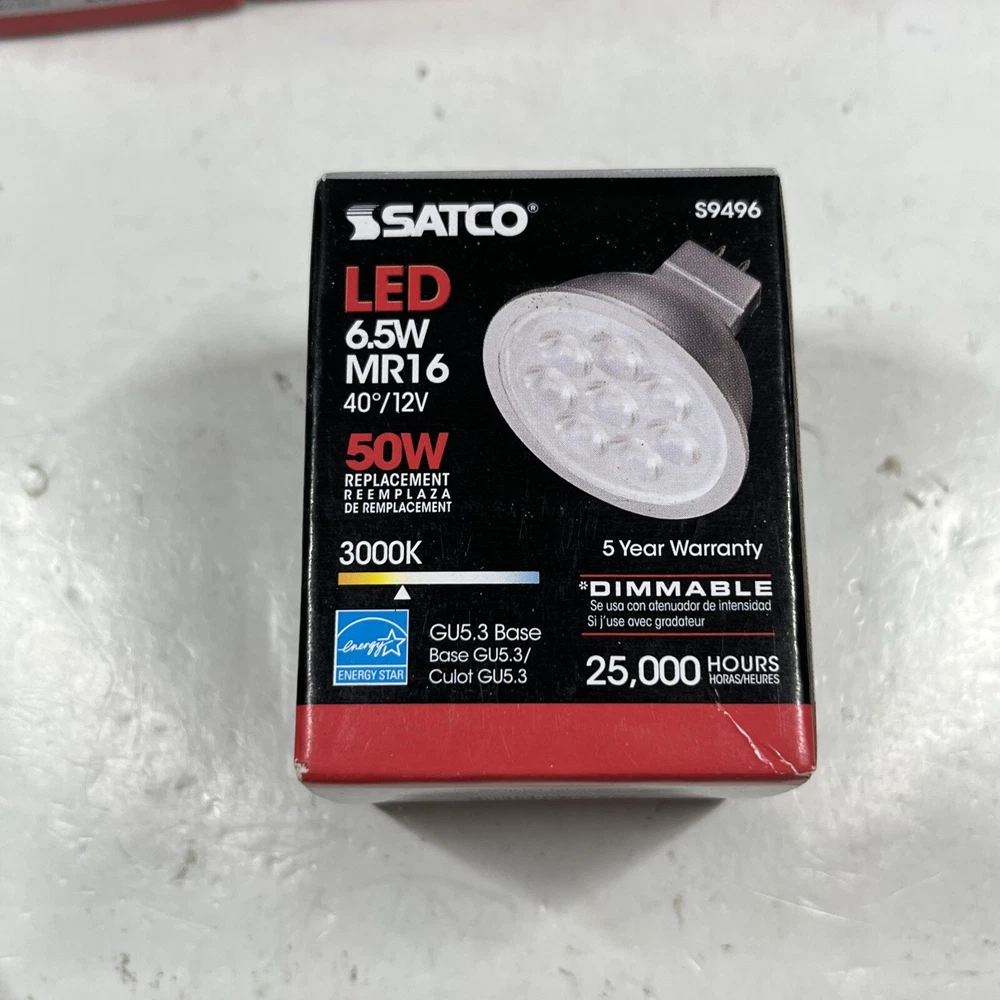 SATCO®
S9496
LED
6.5W
MR16
40°/12V
50W
REPLACEMENT
REEMPLAZA
DE REMPLACEMENT
3000K
5 Year Warranty
*DIMMABLE
Se usa con atenuador de intensidad
Si j'use avec gradateur
energy
ENERGY STAR
GU5.3 Base
Base GU5.3/
Culot GU5.3
25,000 HOURS
HORAS/HEURES